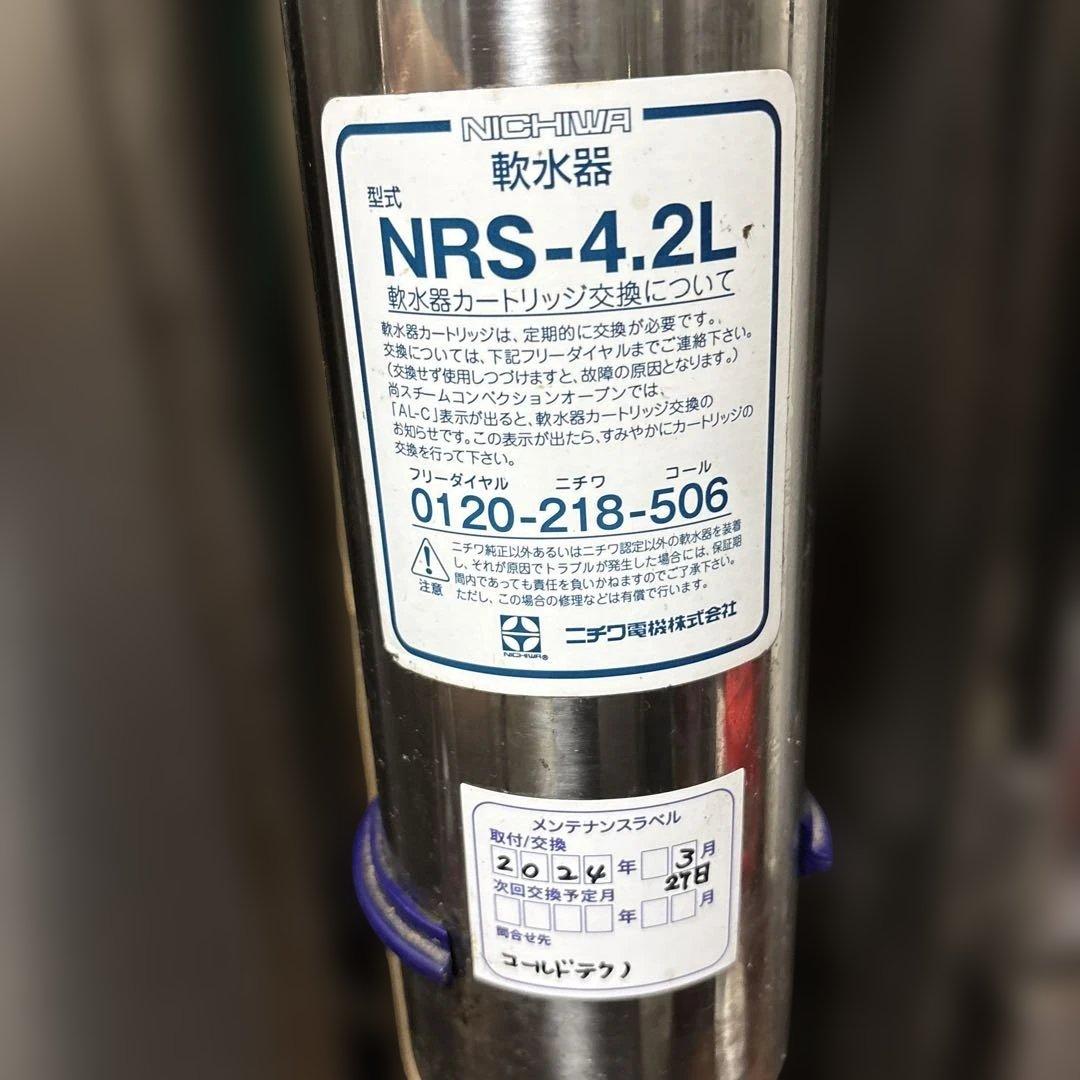 NICHIWA
軟水器
型式
NRS-4.2L
軟水器カートリッジ交換について
軟水器カートリッジは、定期的に交換が必要です。
交換については、下記フリーダイヤルまでご連絡下さい。
(交換せず使用しつづけますと、故障の原因となります。)
尚スチームコンベクションオーブンでは、
「AL-C」表示が出ると、軟水器カートリッジ交換の
お知らせです。この表示が出たら、すみやかにカートリッジの
交換を行って下さい。
フリーダイヤル ニチワ コール
0120-218-506
注意
ニチワ純正以外あるいはニチワ認定以外の軟水器を装着
し、それが原因でトラブルが発生した場合には、保証期
間内であっても責任を負いかねますのでご了承下さい。
ただし、この場合の修理などは有償で行います。
NICHIWA®
ニチワ電機株式会社
メンテナンスラベル
取付/交換
2024年 3月
27日
次回交換予定月
年 月
問合せ先
コールドテクノ